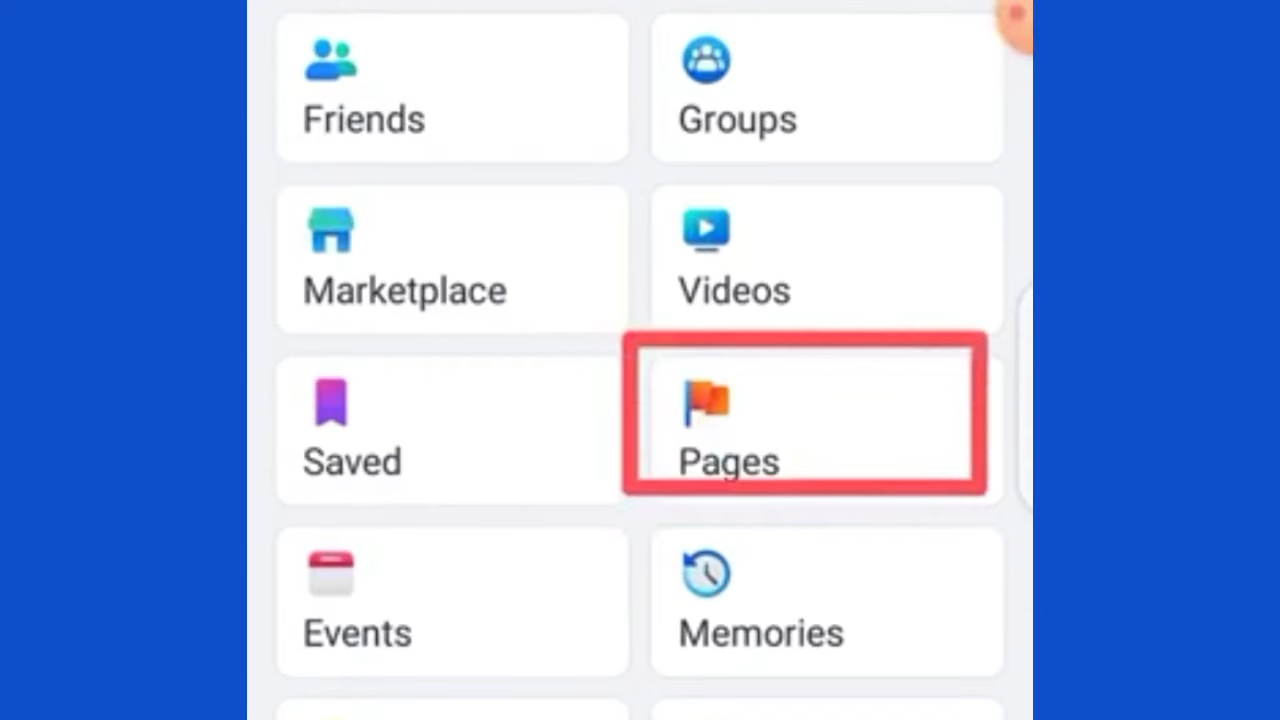 Friends
Groups
Marketplace
Videos
Saved
Pages
Events
Memories